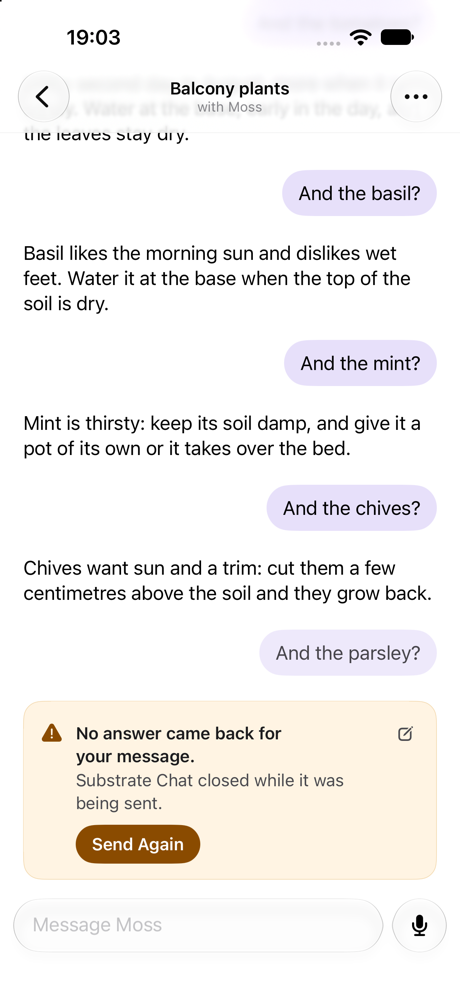 19:03
Balcony plants
with Moss
the leaves stay dry.
And the basil?
Basil likes the morning sun and dislikes wet
feet. Water it at the base when the top of the
soil is dry.
And the mint?
Mint is thirsty: keep its soil damp, and give it a
pot of its own or it takes over the bed.
And the chives?
Chives want sun and a trim: cut them a few
centimetres above the soil and they grow back.
And the parsley?
No answer came back for
your message.
Substrate Chat closed while it was
being sent.
Send Again
Message Moss